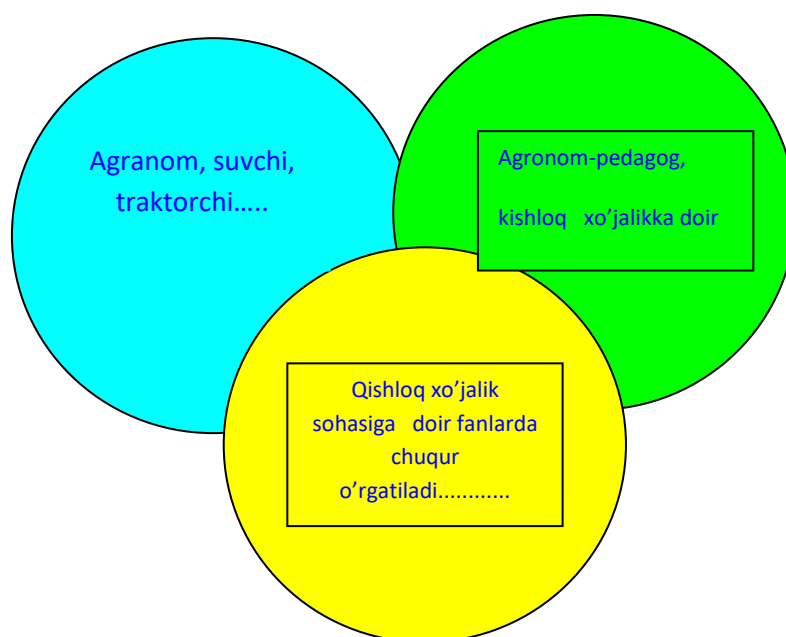 Agranom, suvchi,
traktorchi…..
Agronom-pedagog,
kishloq xo’jalikka doir
Qishloq xo’jalik
sohasiga doir fanlarda
chuqur
o’rgatiladi............